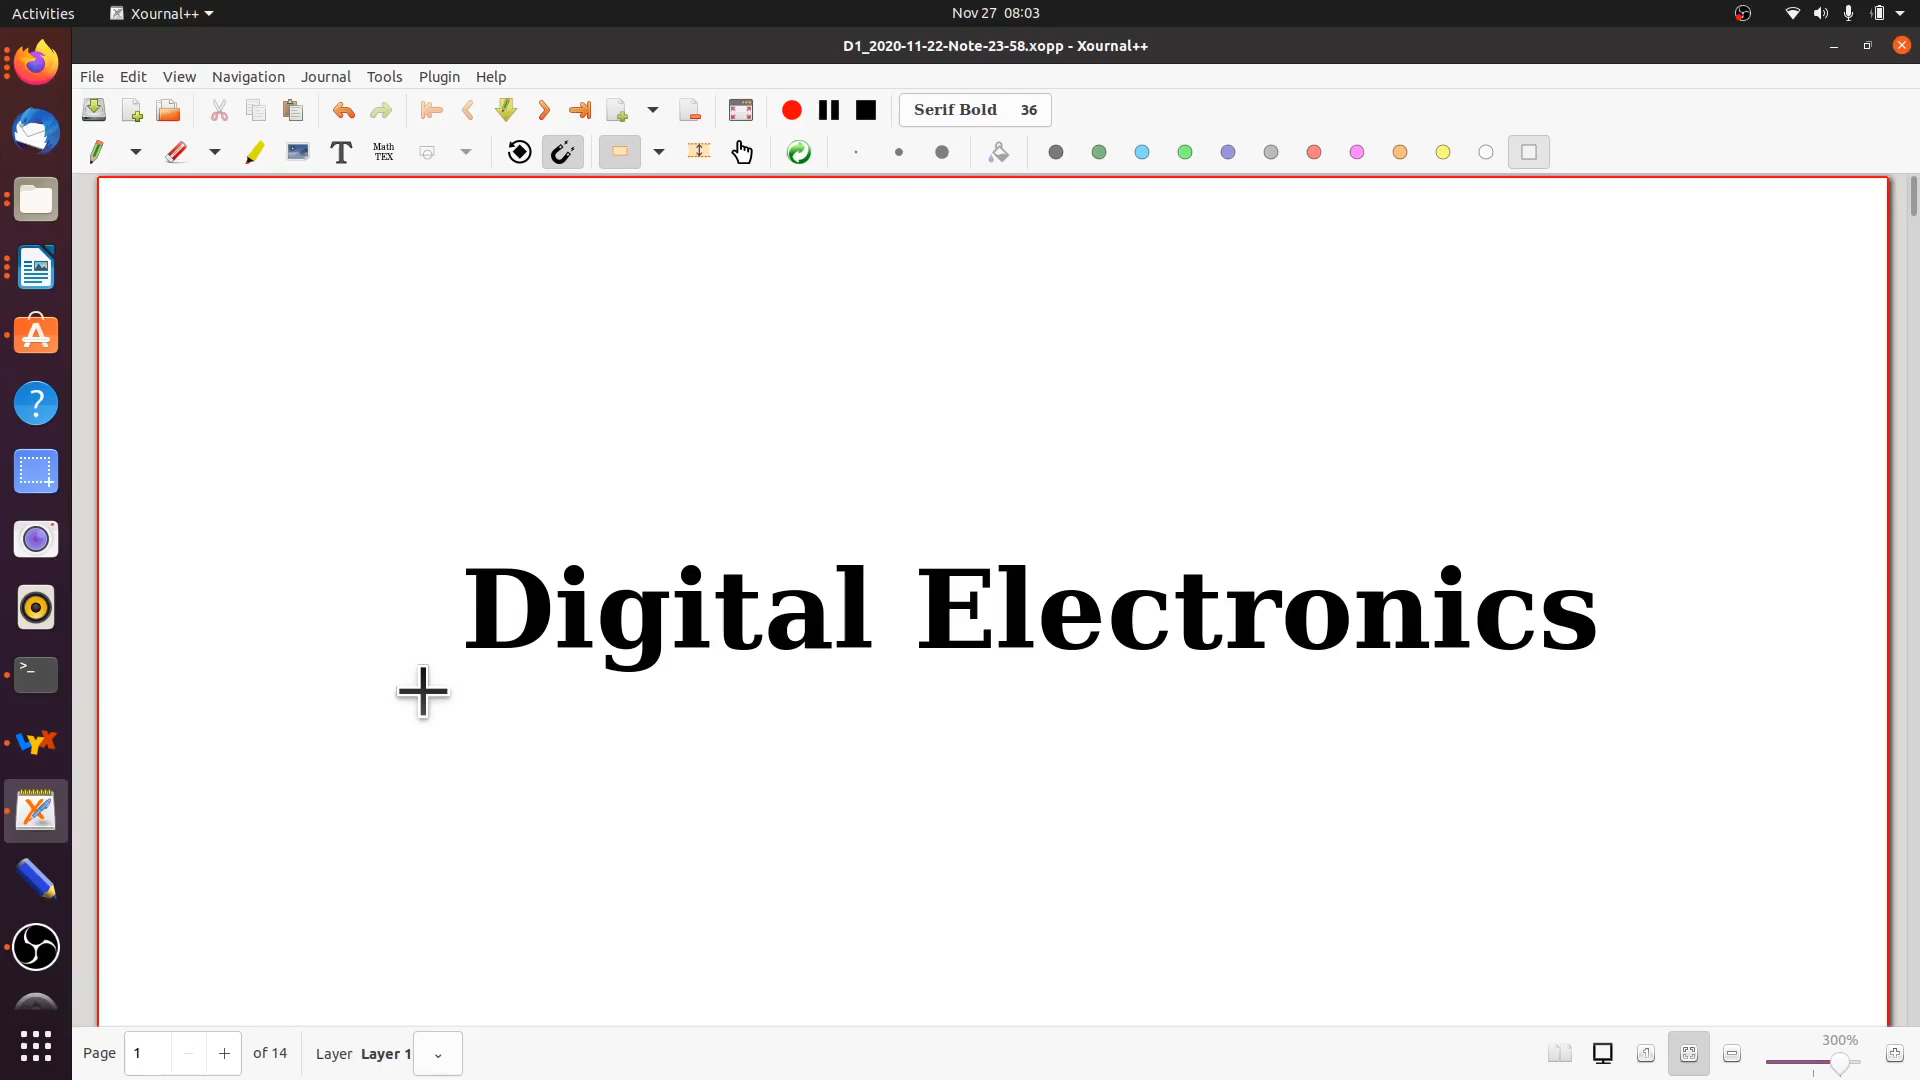 Activities
Xournal++
Nov 27 08:03
D1_2020-11-22-Note-23-58.xopp - Xournal++
File Edit View Navigation Journal Tools Plugin Help
Serif Bold 36
T Math TEX
Digital Electronics
Page 1 of 14 Layer Layer 1
300%